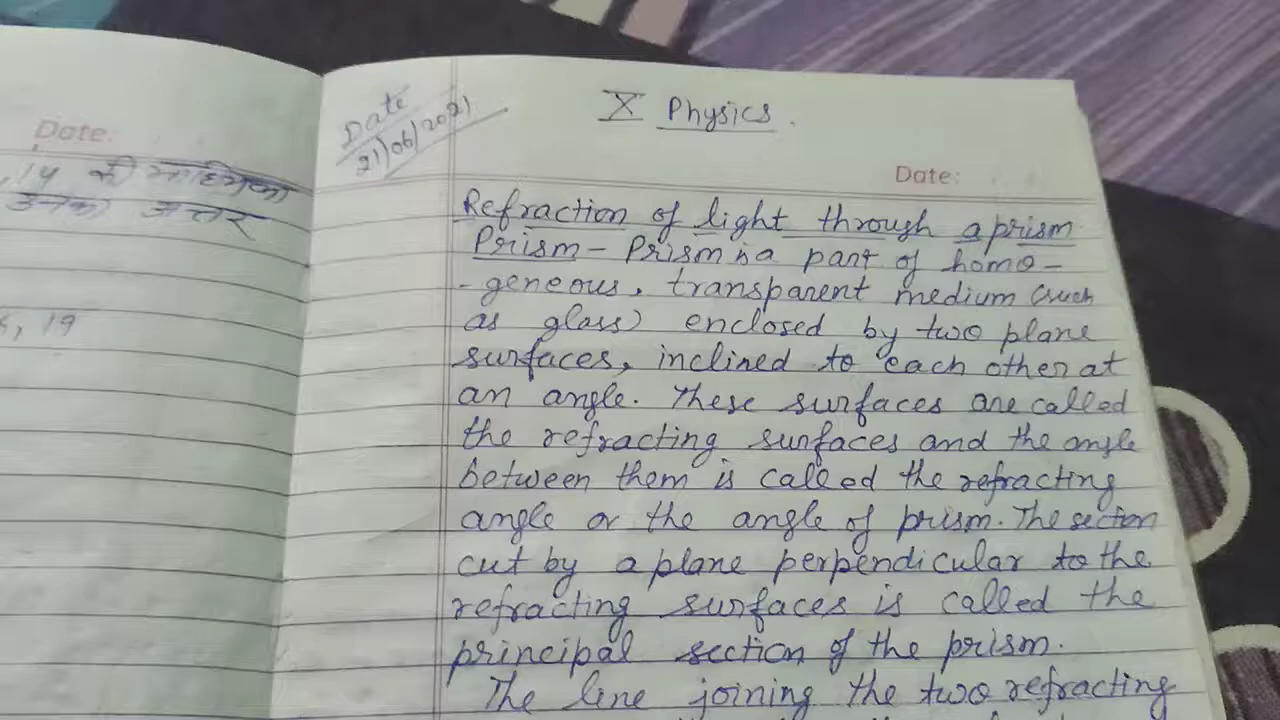 Date:
, 14 की
उनका उत्तर
, 19
Date
21/06/2021
X Physics.
Date:
Refraction of light through a prism
Prism – Prism is a part of homo-
- geneous, transparent medium (such
as glass) enclosed by two plane
surfaces, inclined to each other at
an angle. These surfaces are called
the refracting surfaces and the angle
between them is called the refracting
angle or the angle of prism. The section
cut by a plane perpendicular to the
refracting surfaces is called the
principal section of the prism.
The line joining the two refracting